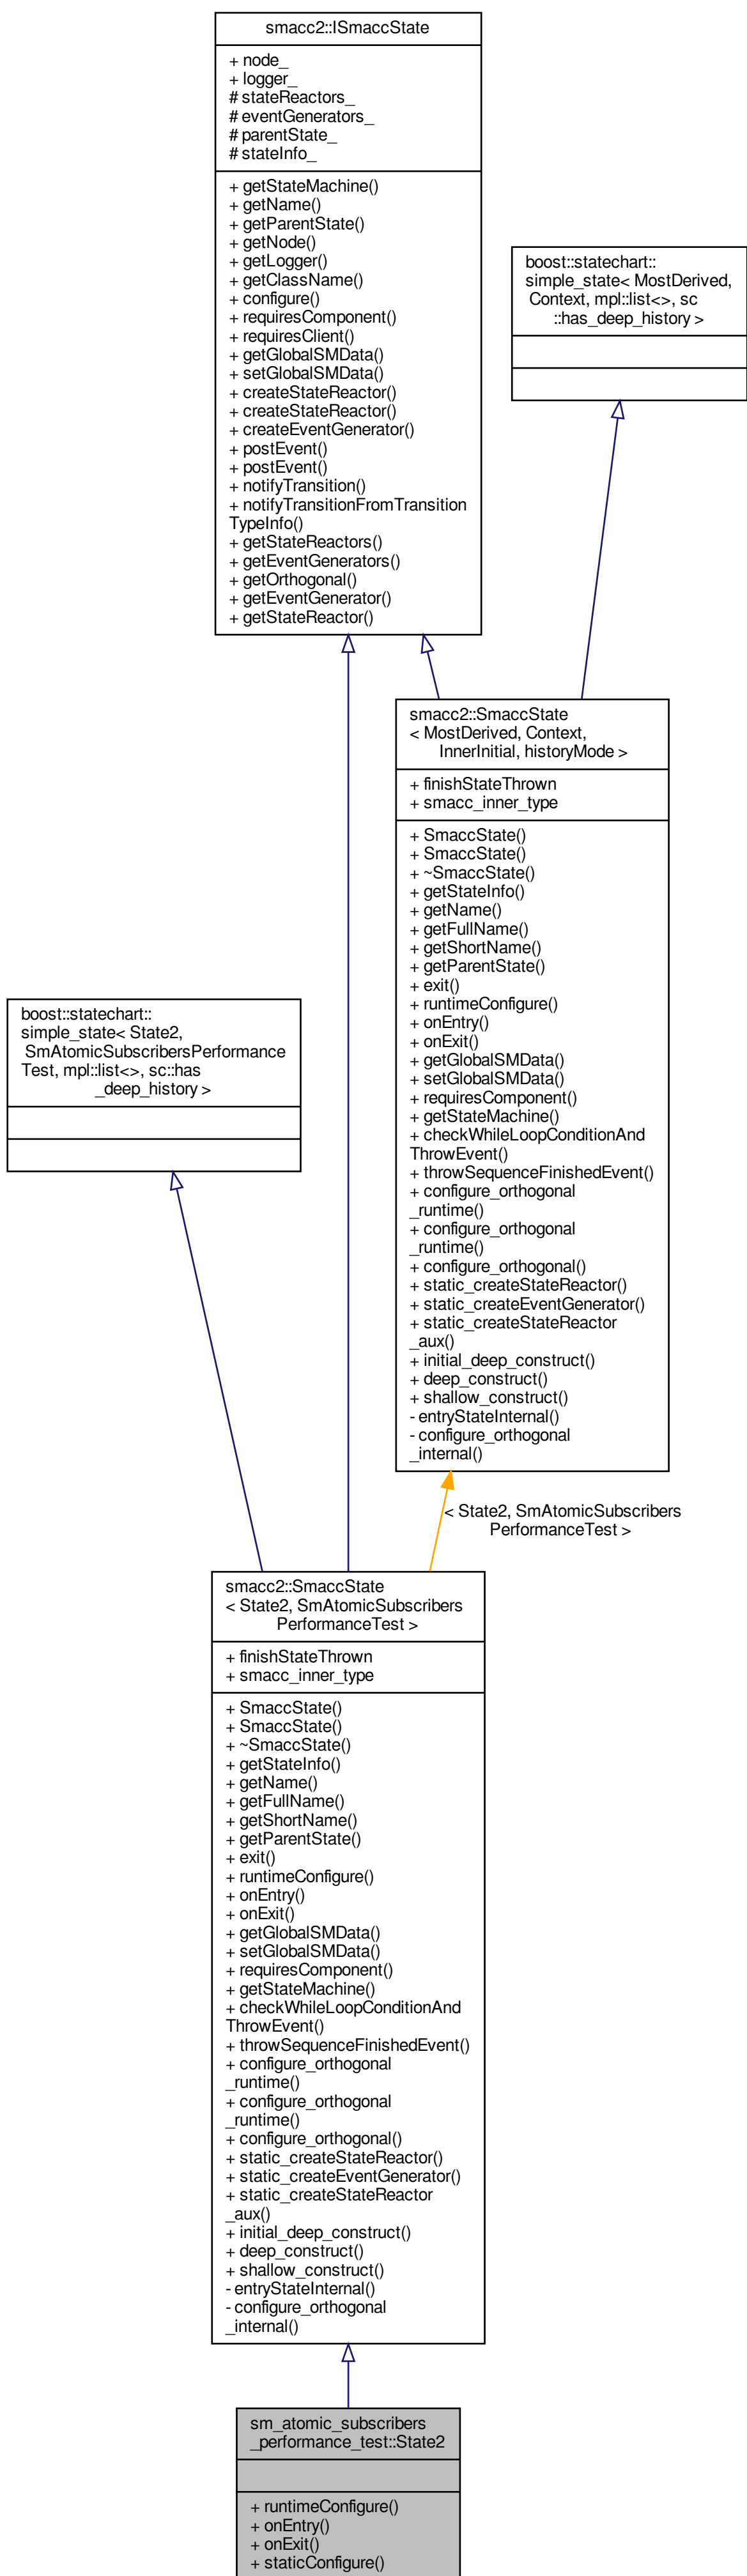 smacc2::ISmaccState
+ node_
+ logger_
# stateReactors_
# eventGenerators_
# parentState_
# stateInfo_
+ getStateMachine()
+ getName()
+ getParentState()
+ getNode()
+ getLogger()
+ getClassName()
+ configure()
+ requiresComponent()
+ requiresClient()
+ getGlobalSMData()
+ setGlobalSMData()
+ createStateReactor()
+ createStateReactor()
+ createEventGenerator()
+ postEvent()
+ postEvent()
+ notifyTransition()
+ notifyTransitionFromTransition
TypeInfo()
+ getStateReactors()
+ getEventGenerators()
+ getOrthogonal()
+ getEventGenerator()
+ getStateReactor()
boost::statechart::
simple_state< MostDerived,
Context, mpl::list<>, sc
::has_deep_history >
smacc2::SmaccState
< MostDerived, Context,
InnerInitial, historyMode >
+ finishStateThrown
+ smacc_inner_type
+ SmaccState()
+ SmaccState()
+ ~SmaccState()
+ getStateInfo()
+ getName()
+ getFullName()
+ getShortName()
+ getParentState()
+ exit()
+ runtimeConfigure()
+ onEntry()
+ onExit()
+ getGlobalSMData()
+ setGlobalSMData()
+ requiresComponent()
+ getStateMachine()
+ checkWhileLoopConditionAnd
ThrowEvent()
+ throwSequenceFinishedEvent()
+ configure_orthogonal
_runtime()
+ configure_orthogonal
_runtime()
+ configure_orthogonal()
+ static_createStateReactor()
+ static_createEventGenerator()
+ static_createStateReactor
_aux()
+ initial_deep_construct()
+ deep_construct()
+ shallow_construct()
- entryStateInternal()
- configure_orthogonal
_internal()
boost::statechart::
simple_state< State2,
SmAtomicSubscribersPerformance
Test, mpl::list<>, sc::has
_deep_history >
< State2, SmAtomicSubscribers
PerformanceTest >
smacc2::SmaccState
< State2, SmAtomicSubscribers
PerformanceTest >
+ finishStateThrown
+ smacc_inner_type
+ SmaccState()
+ SmaccState()
+ ~SmaccState()
+ getStateInfo()
+ getName()
+ getFullName()
+ getShortName()
+ getParentState()
+ exit()
+ runtimeConfigure()
+ onEntry()
+ onExit()
+ getGlobalSMData()
+ setGlobalSMData()
+ requiresComponent()
+ getStateMachine()
+ checkWhileLoopConditionAnd
ThrowEvent()
+ throwSequenceFinishedEvent()
+ configure_orthogonal
_runtime()
+ configure_orthogonal
_runtime()
+ configure_orthogonal()
+ static_createStateReactor()
+ static_createEventGenerator()
+ static_createStateReactor
_aux()
+ initial_deep_construct()
+ deep_construct()
+ shallow_construct()
- entryStateInternal()
- configure_orthogonal
_internal()
sm_atomic_subscribers
_performance_test::State2
+ runtimeConfigure()
+ onEntry()
+ onExit()
+ staticConfigure()